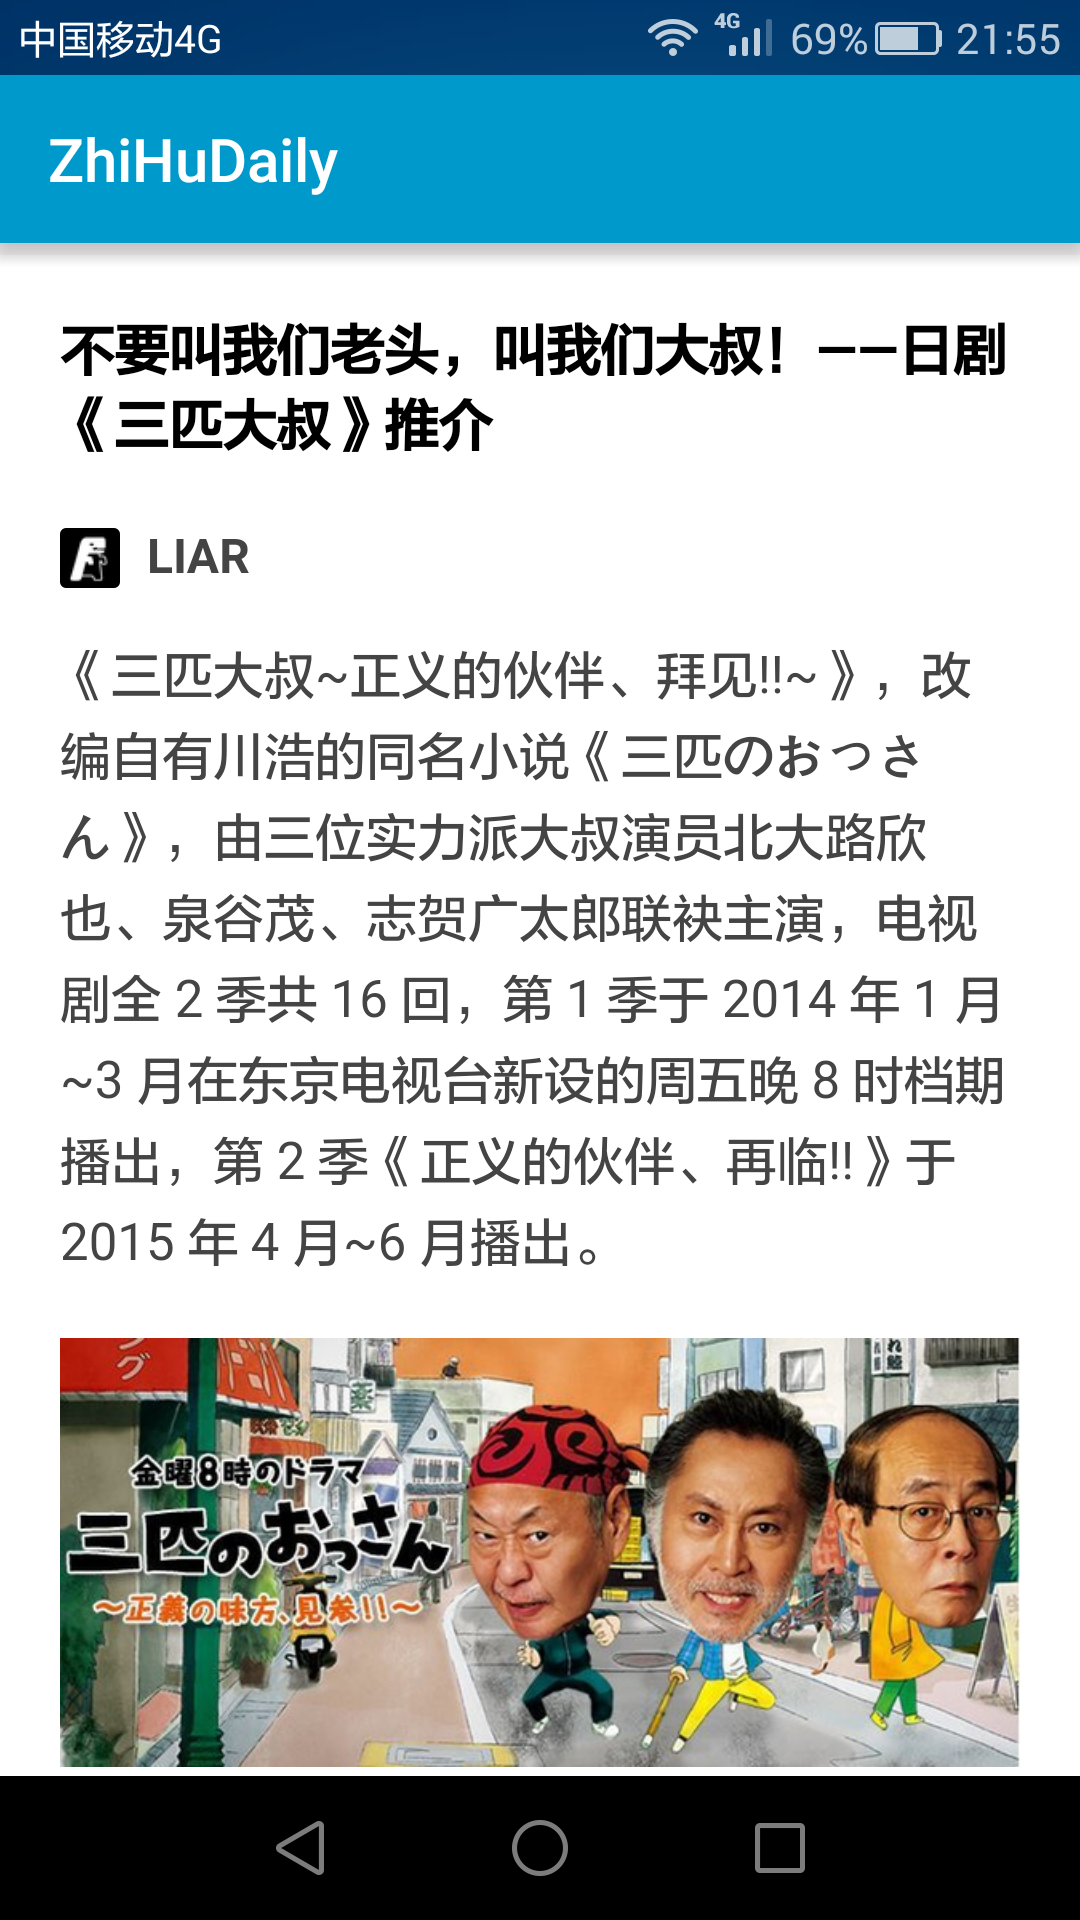 中国移动4G 4G 69% 21:55
ZhiHuDaily
不要叫我们老头，叫我们大叔！——日剧
《三匹大叔》推介
LIAR
《三匹大叔~正义的伙伴、拜见!!~》，改
编自有川浩的同名小说《三匹のおっさ
ん》，由三位实力派大叔演员北大路欣
也、泉谷茂、志贺广太郎联袂主演，电视
剧全 2 季共 16 回，第 1 季于 2014 年 1 月
~3 月在东京电视台新设的周五晚 8 时档期
播出，第 2 季《正义的伙伴、再临!!》于
2015 年 4 月~6 月播出。
グ
薬
金曜8時のドラマ
三匹のおっさん
～正義の味方、見参!!～